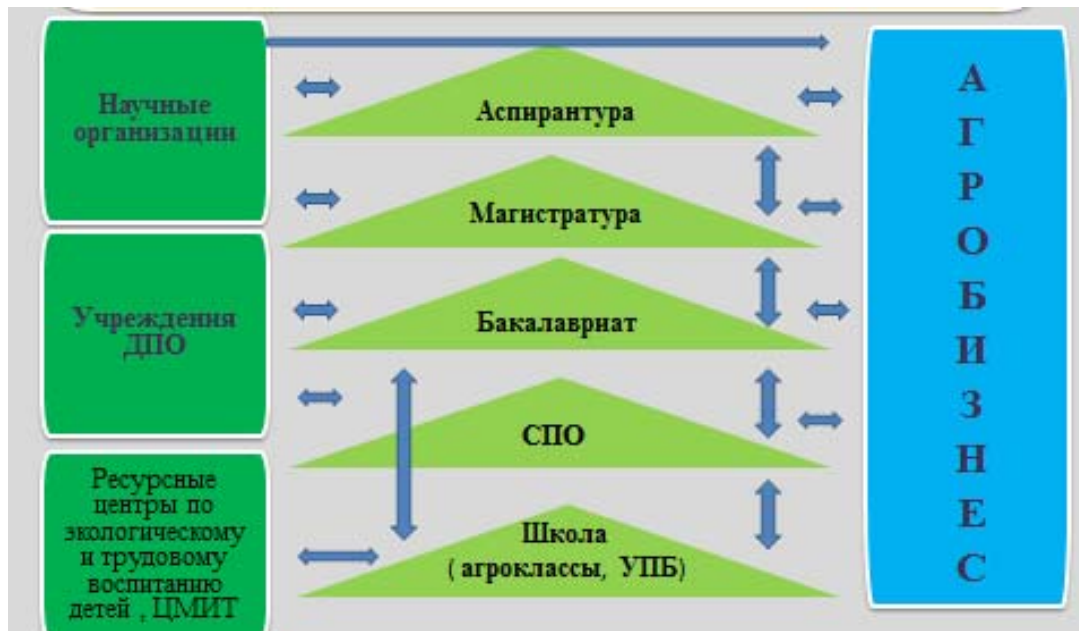 Научные
организации
Учреждения
ДПО
Ресурсные
центры по
экологическому
и трудовому
воспитанию
детей , ЦМИТ
Аспирантура
Магистратура
Бакалавриат
СПО
Школа
( агроклассы, УПБ)
А
Г
Р
О
Б
И
З
Н
Е
С